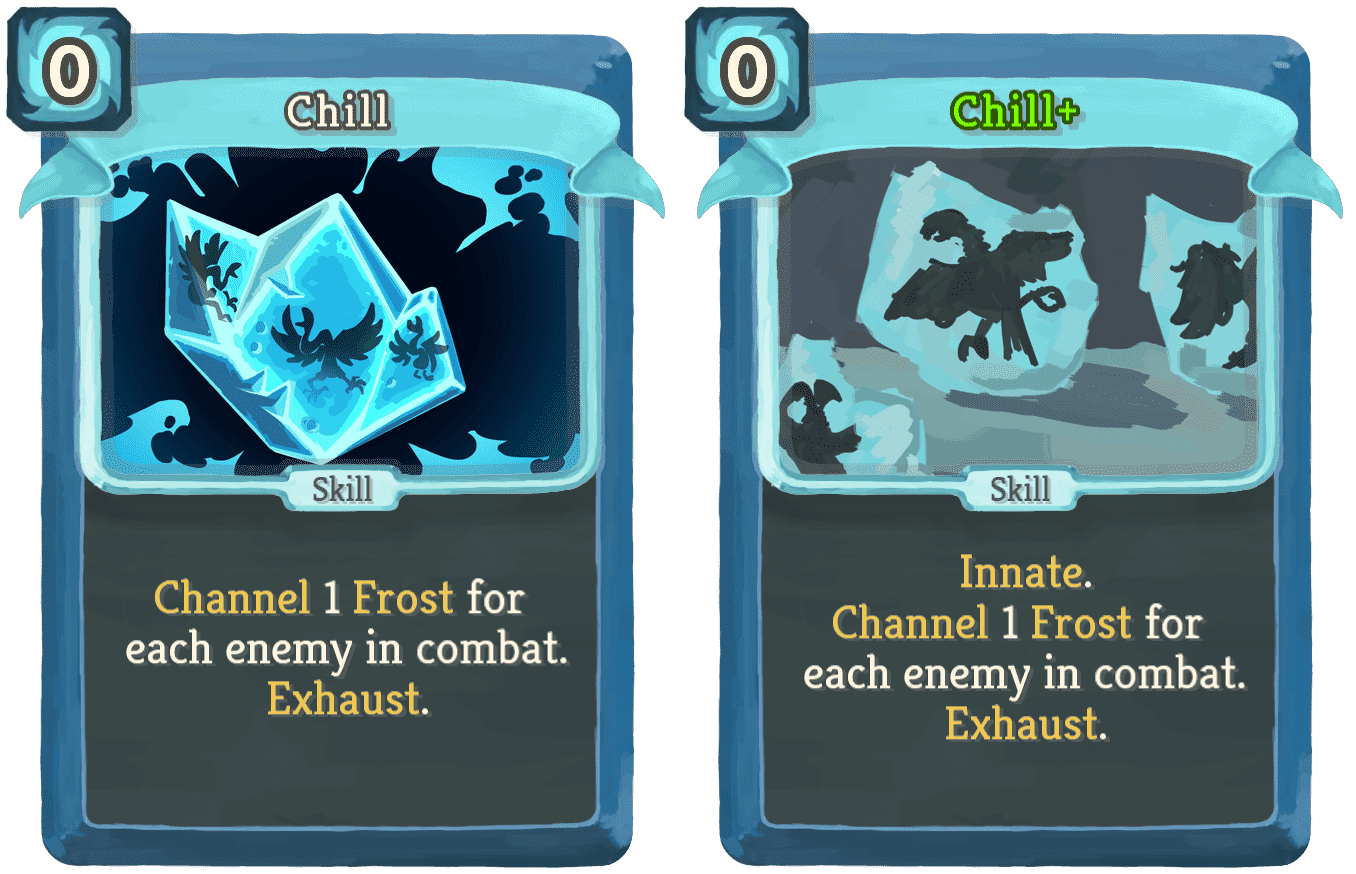 0
Chill
Skill
Channel 1 Frost for
each enemy in combat.
Exhaust.
0
Chill+
Skill
Innate.
Channel 1 Frost for
each enemy in combat.
Exhaust.